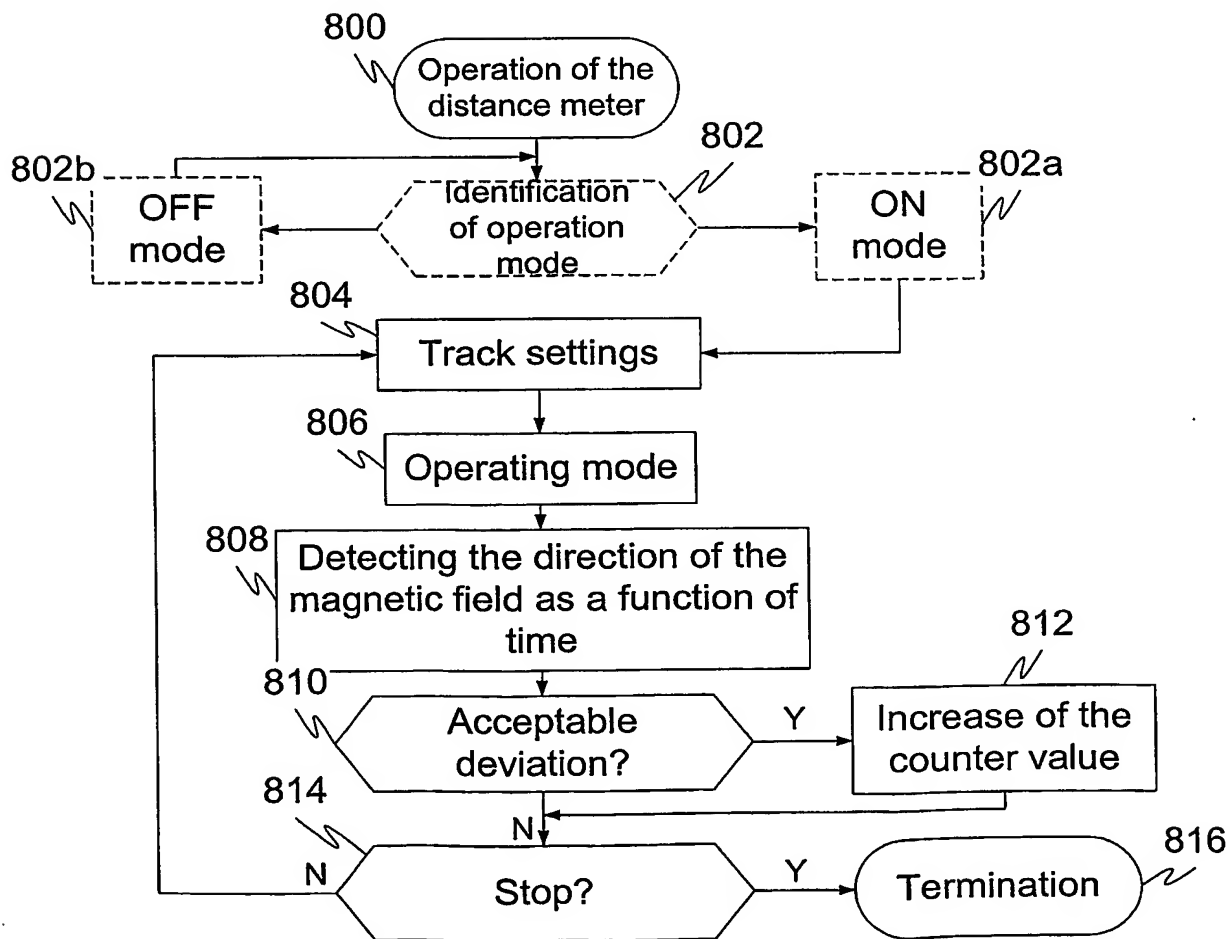 800
Operation of the
distance meter
802
802b
802a
OFF
mode
Identification
of operation
mode
ON
mode
804
Track settings
806
Operating mode
808
Detecting the direction of the
magnetic field as a function of
time
812
810
Acceptable
deviation?
Y
Increase of the
counter value
814
N
816
N
Stop?
Y
Termination